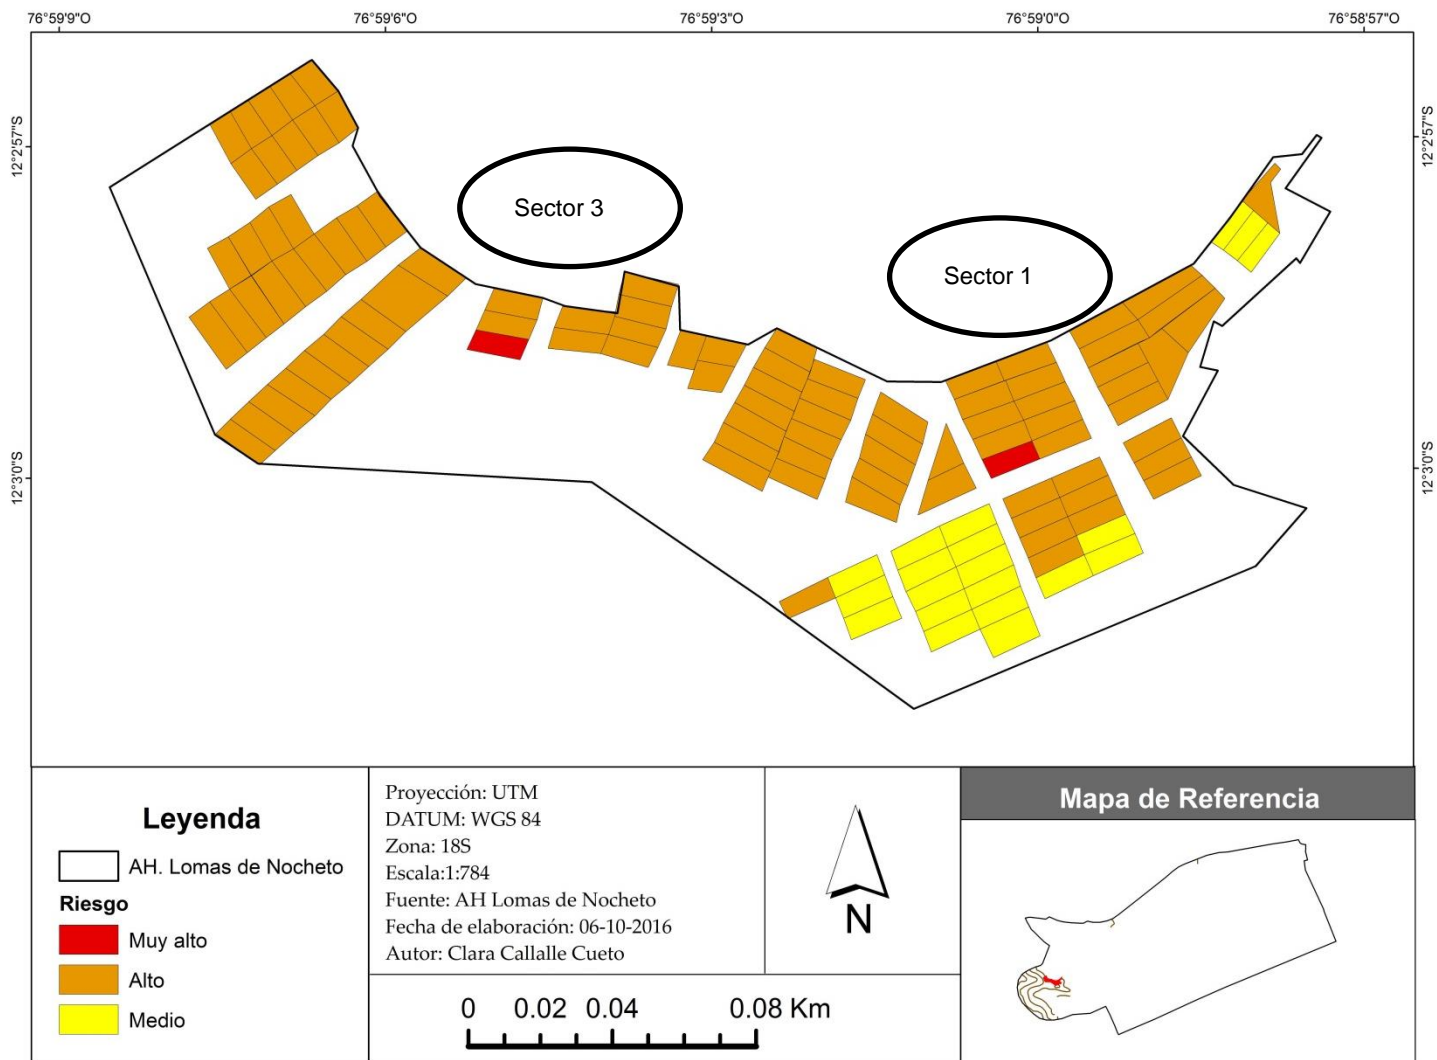 76°59'9"O 76°59'6"O 76°59'3"O 76°59'0"O 76°58'57"O
12°2'57"S
12°2'57"S
Sector 3
Sector 1
12°3'0"S
12°3'0"S
Leyenda
AH. Lomas de Nocheto
Riesgo
Muy alto
Alto
Medio
Proyección: UTM
DATUM: WGS 84
Zona: 18S
Escala:1:784
Fuente: AH Lomas de Nocheto
Fecha de elaboración: 06-10-2016
Autor: Clara Callalle Cueto
0 0.02 0.04 0.08 Km
N
Mapa de Referencia